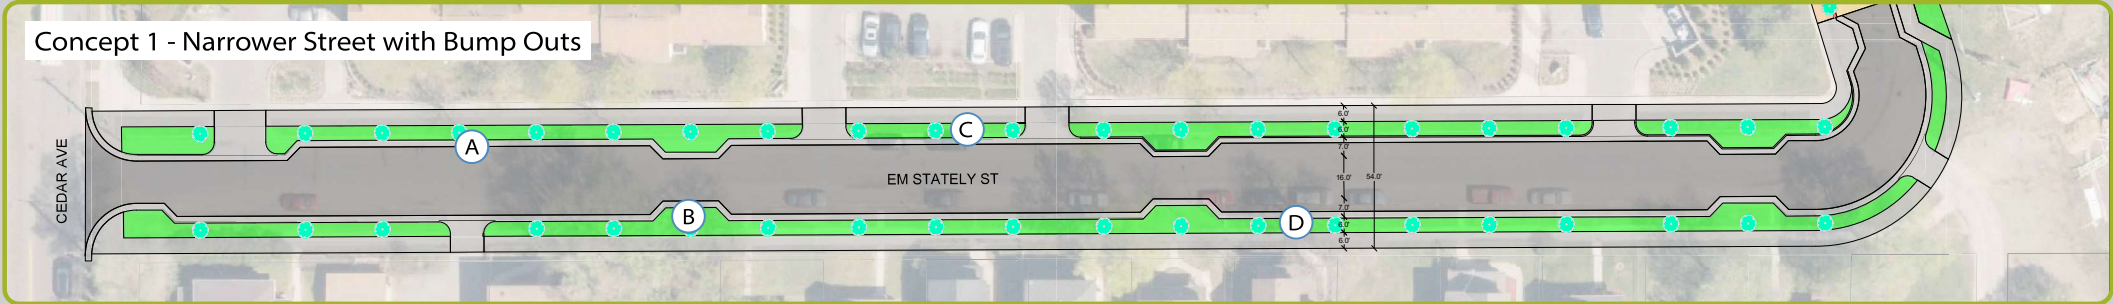 Concept 1 - Narrower Street with Bump Outs
CEDAR AVE
A
C
EM STATELY ST
B
D
6.0'
6.0'
7.0'
16.0'
54.0'
7.0'
6.0'
6.0'